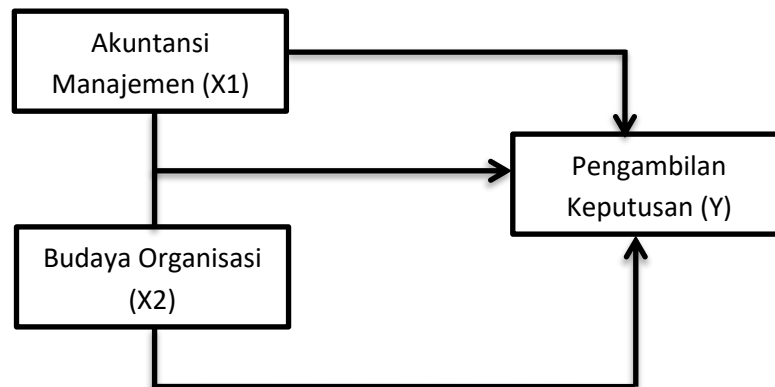 Akuntansi
Manajemen (X1)
Pengambilan
Keputusan (Y)
Budaya Organisasi
(X2)